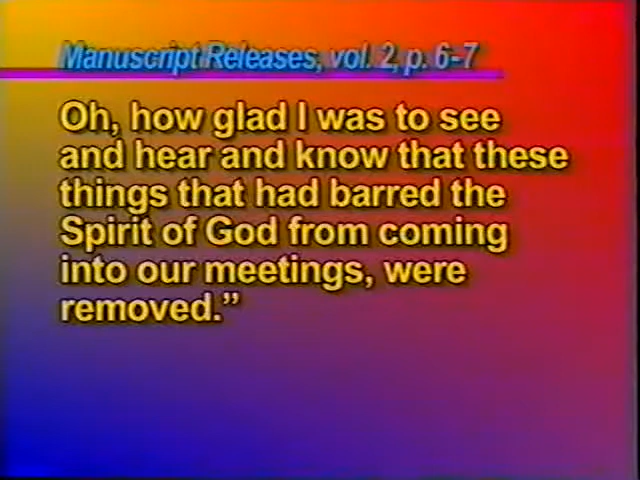 Manuscript Releases, vol. 2, p. 6-7
Oh, how glad I was to see
and hear and know that these
things that had barred the
Spirit of God from coming
into our meetings, were
removed.”